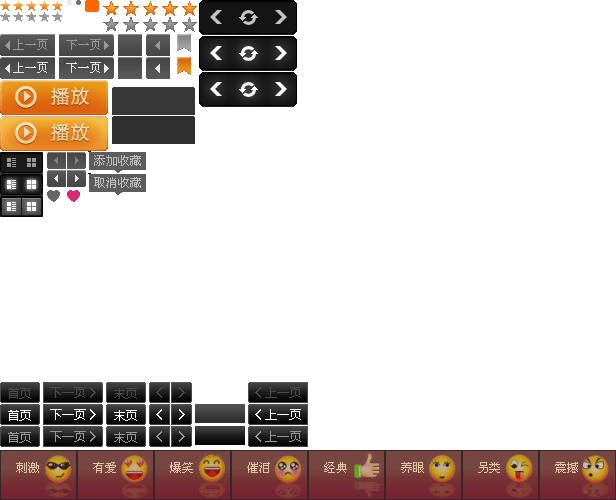 上一页 下一页
上一页 下一页
播放
播放
添加收藏
取消收藏
首页 下一页 末页 上一页
首页 下一页 末页 上一页
首页 下一页 末页 上一页
刺激 有爱 爆笑 催泪 经典 养眼 另类 震撼